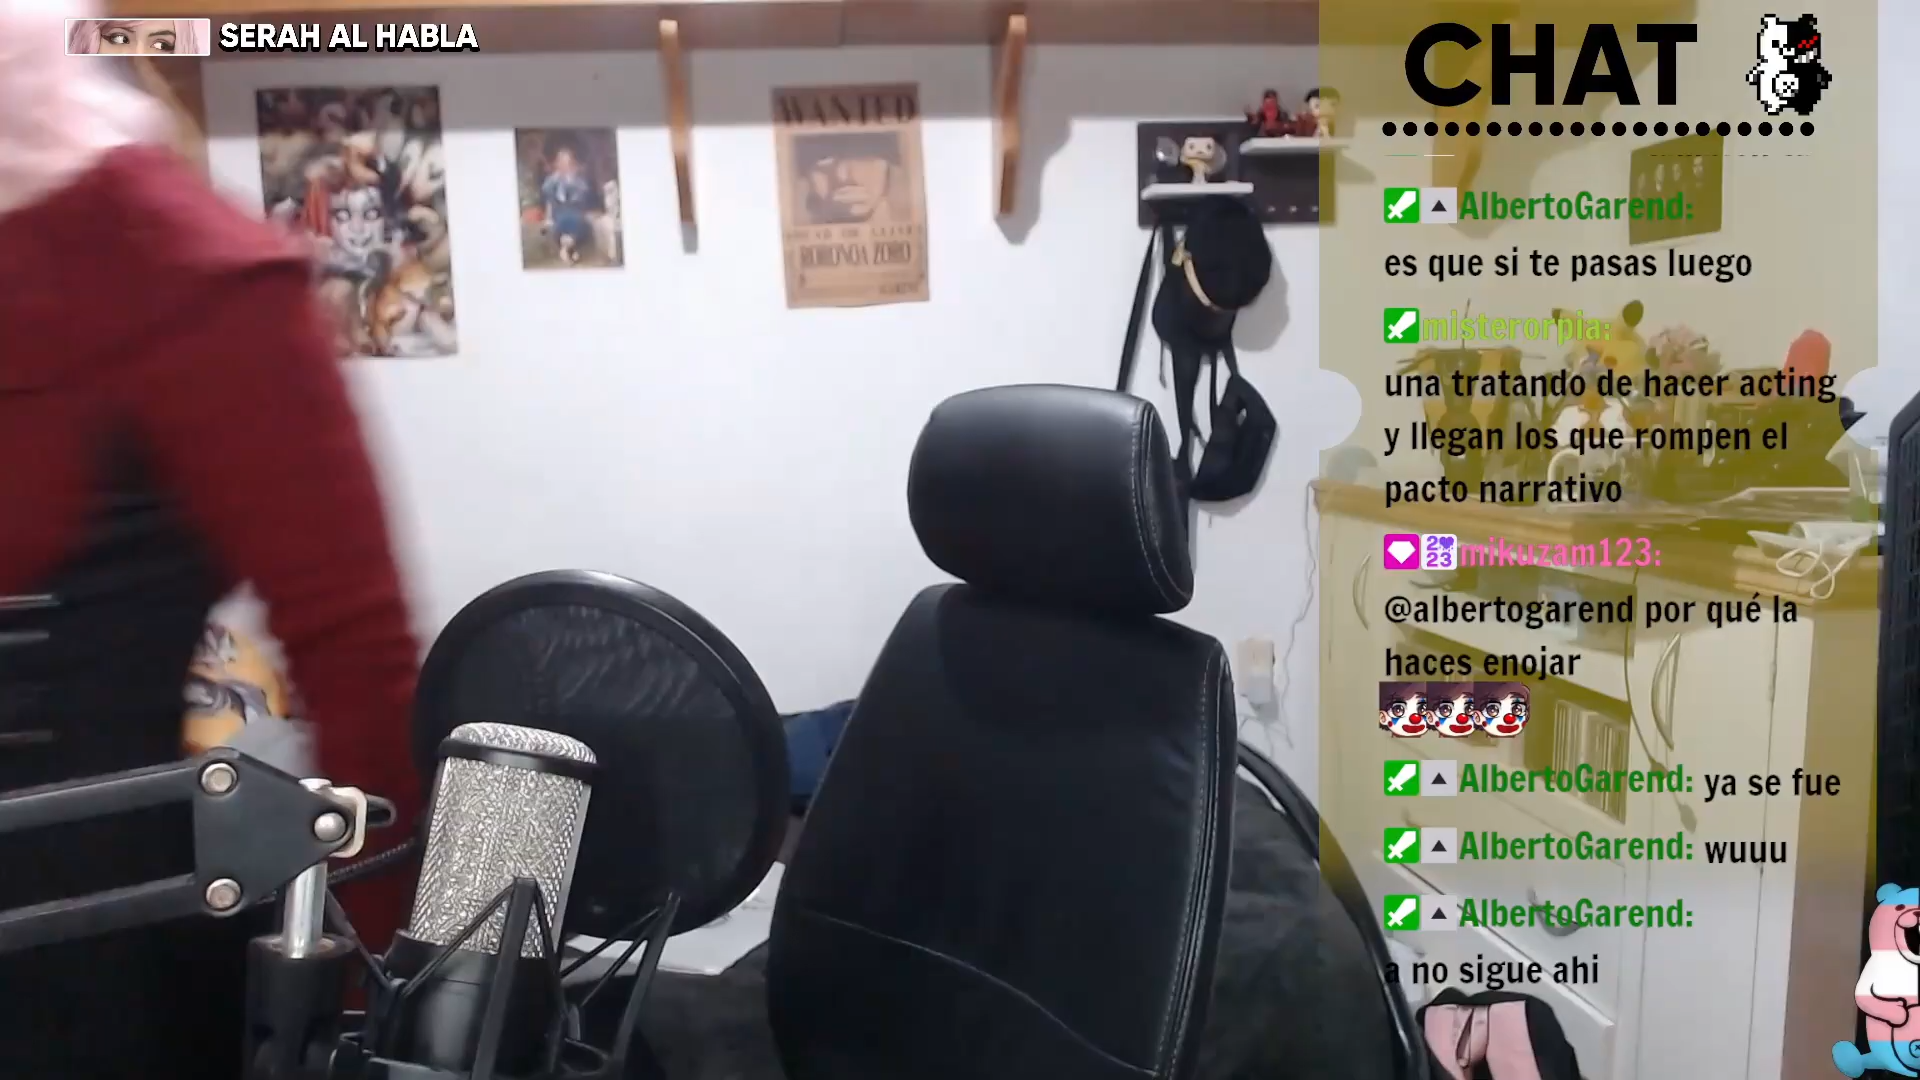 SERAH AL HABLA
WANTED
RORONOA ZORO
CHAT
AlbertoGarend:
es que si te pasas luego
misterorpia:
una tratando de hacer acting
y llegan los que rompen el
pacto narrativo
2023
mikuzam123:
@albertogarend por qué la
haces enojar
AlbertoGarend: ya se fue
AlbertoGarend: wuuu
AlbertoGarend:
a no sigue ahi